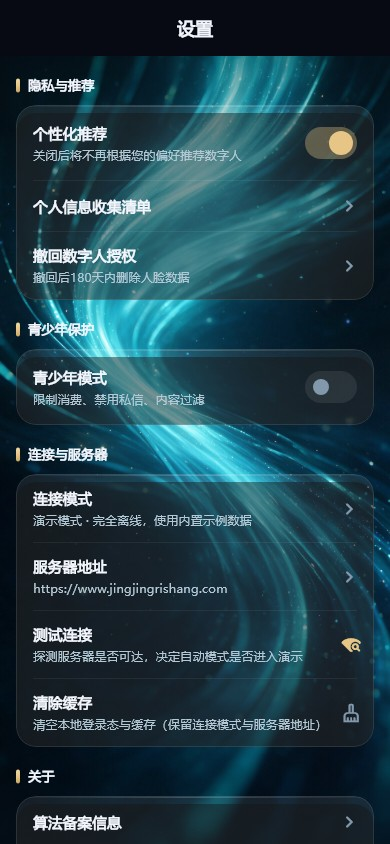 设置
隐私与推荐
个性化推荐
关闭后将不再根据您的偏好推荐数字人
个人信息收集清单
撤回数字人授权
撤回后180天内删除人脸数据
青少年保护
青少年模式
限制消费、禁用私信、内容过滤
连接与服务器
连接模式
演示模式 · 完全离线，使用内置示例数据
服务器地址
https://www.jingjingrishang.com
测试连接
探测服务器是否可达，决定自动模式是否进入演示
清除缓存
清空本地登录态与缓存（保留连接模式与服务器地址）
关于
算法备案信息